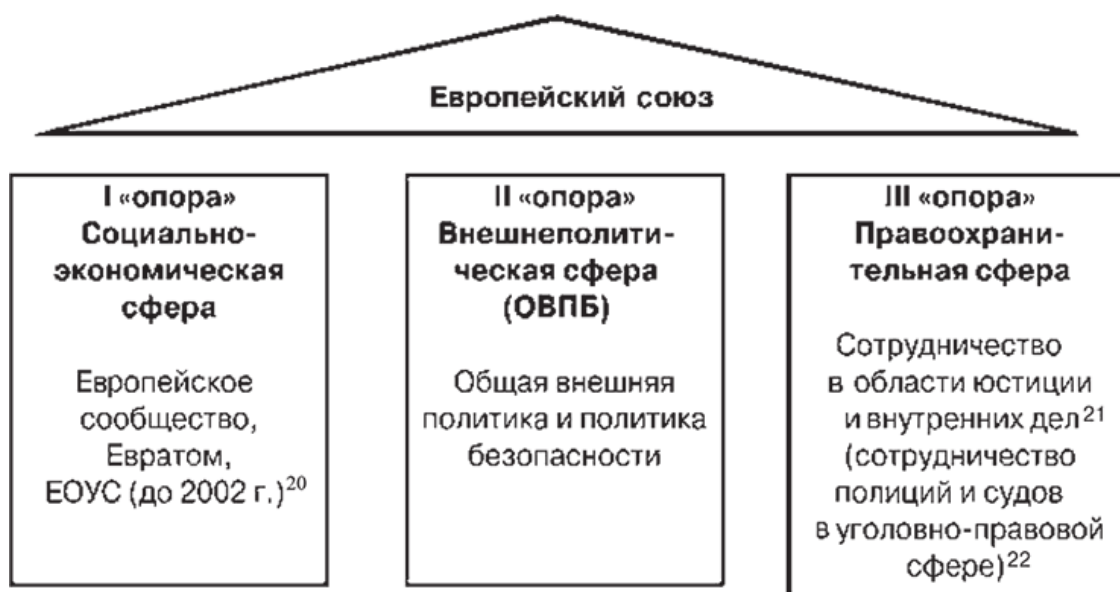 Европейский союз
I «опора»
Социально-
экономическая
сфера
Европейское
сообщество,
Евратом,
ЕОУС (до 2002 г.)20
II «опора»
Внешнеполити-
ческая сфера
(ОВПБ)
Общая внешняя
политика и политика
безопасности
III «опора»
Правоохрани-
тельная сфера
Сотрудничество
в области юстиции
и внутренних дел21
(сотрудничество
полиций и судов
в уголовно-правовой
сфере)22